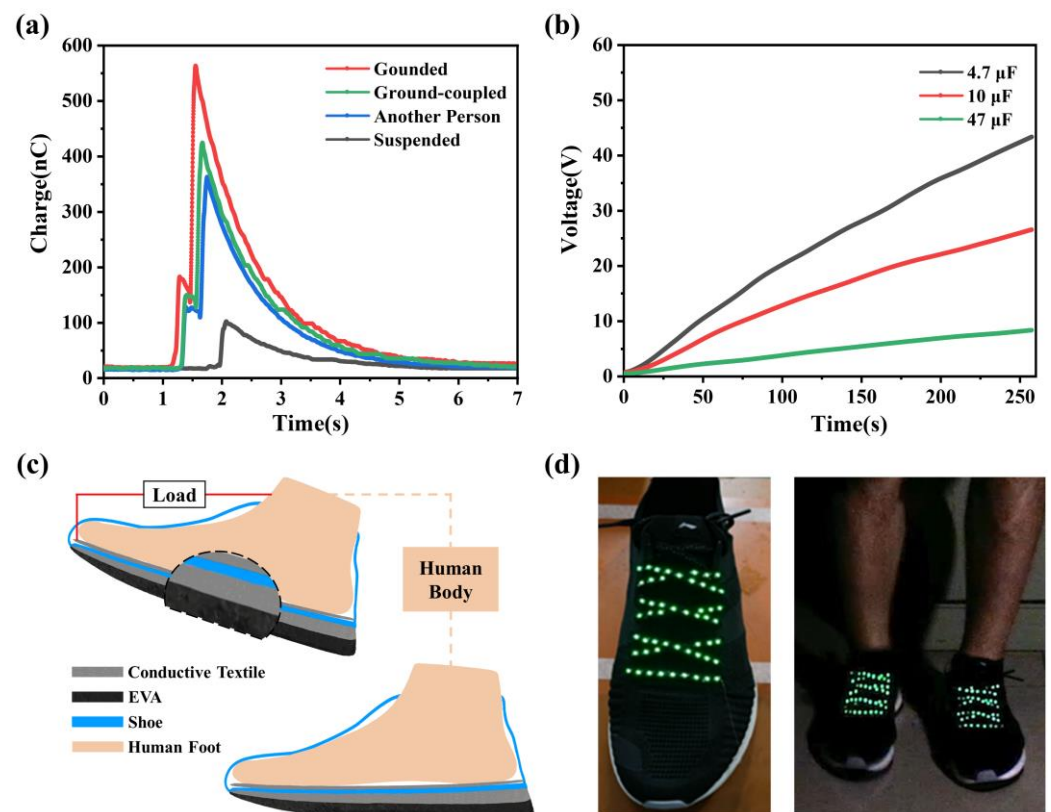 (a)
600
500
400
300
200
100
0
Charge(nC)
Gounded
Ground-coupled
Another Person
Suspended
0 1 2 3 4 5 6 7
Time(s)
(b)
60
50
40
30
20
10
0
Voltage(V)
4.7 μF
10 μF
47 μF
0 50 100 150 200 250
Time(s)
(c)
Load
Human
Body
Conductive Textile
EVA
Shoe
Human Foot
(d)